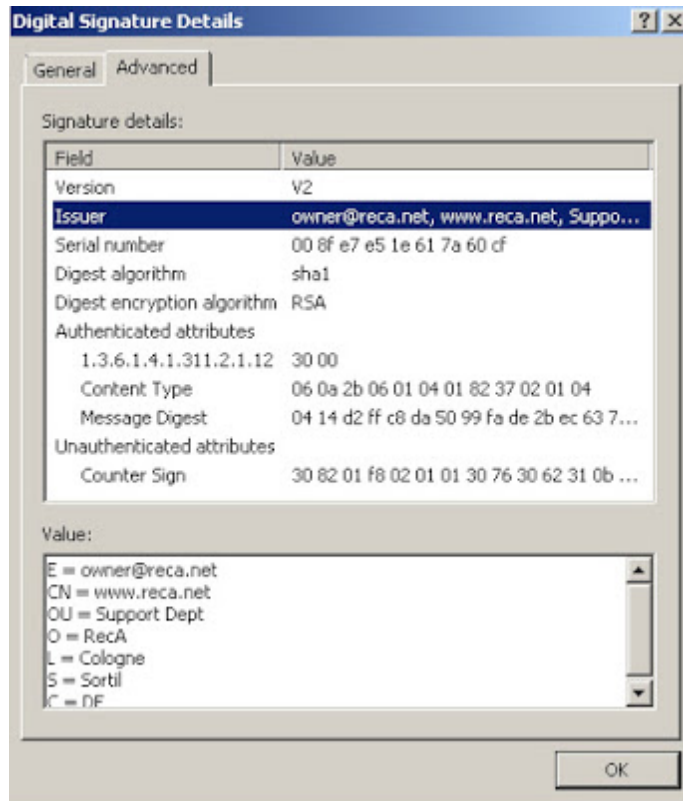 Digital Signature Details
General Advanced
Signature details:
Field Value
Version V2
Issuer owner@reca.net, www.reca.net, Suppo...
Serial number 00 8f e7 e5 1e 61 7a 60 cf
Digest algorithm sha1
Digest encryption algorithm RSA
Authenticated attributes
1.3.6.1.4.1.311.2.1.12 30 00
Content Type 06 0a 2b 06 01 04 01 82 37 02 01 04
Message Digest 04 14 d2 ff c8 da 50 99 fa de 2b ec 63 7...
Unauthenticated attributes
Counter Sign 30 82 01 f8 02 01 01 30 76 30 62 31 0b ...
Value:
E = owner@reca.net
CN = www.reca.net
OU = Support Dept
O = RecA
L = Cologne
S = Sortil
C = DE
OK